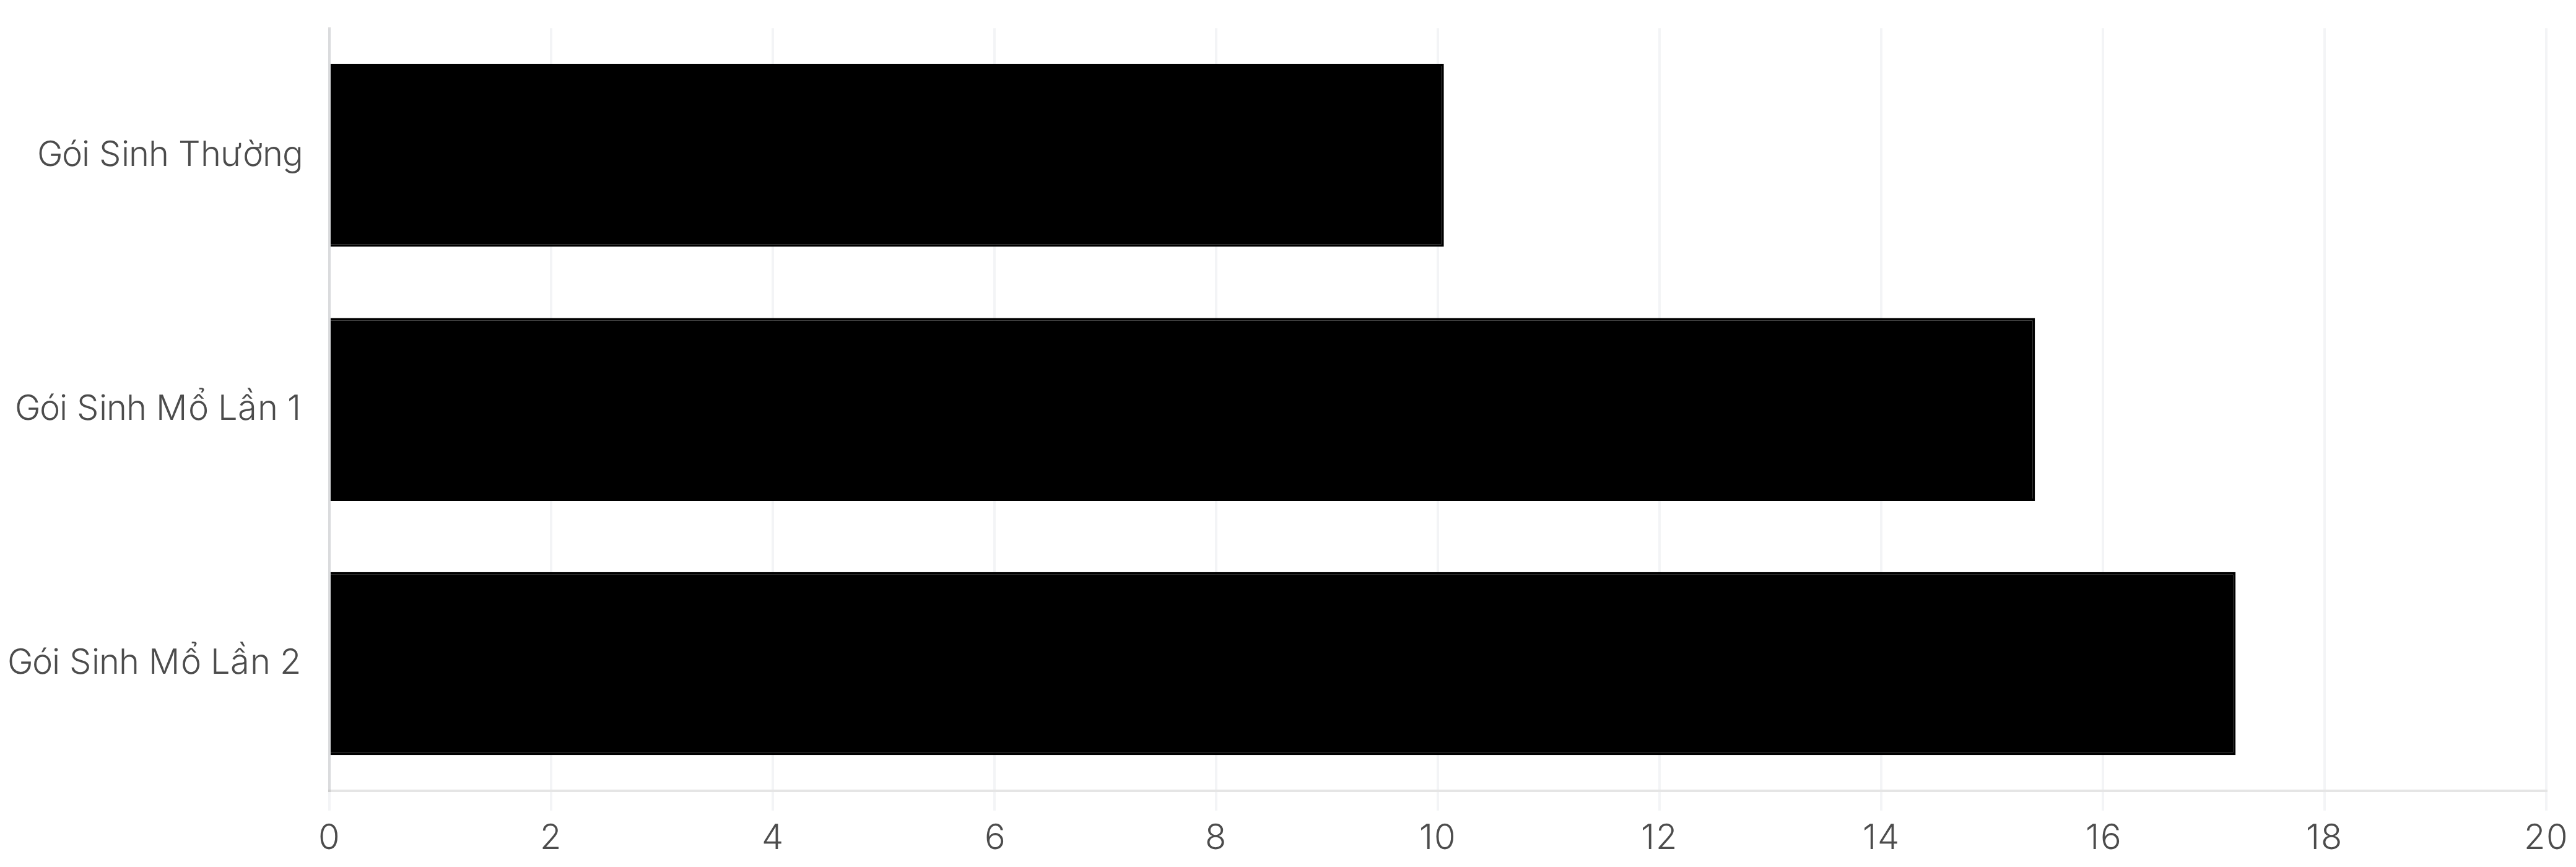 Gói Sinh Thường
Gói Sinh Mổ Lần 1
Gói Sinh Mổ Lần 2
0 2 4 6 8 10 12 14 16 18 20